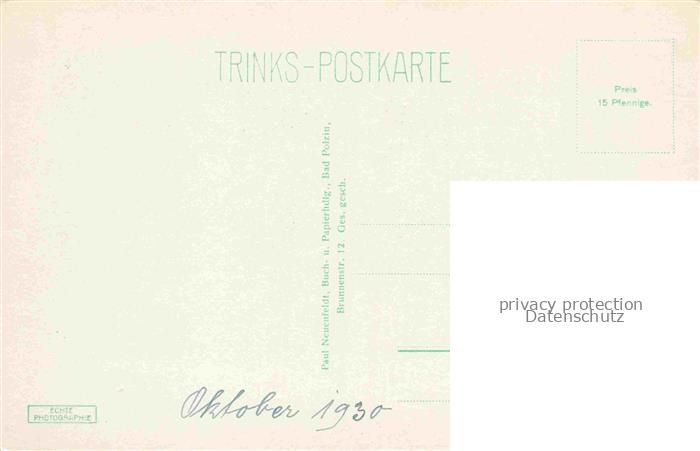 TRINKS-POSTKARTE
Preis
15 Pfennige.
Paul Neuenfeldt, Buch- u. Papierhdlg., Bad Polzin,
Brunnenstr. 12. Ges. gesch.
privacy protection
Datenschutz
ECHTE
PHOTOGRAPHIE
Oktober 1930